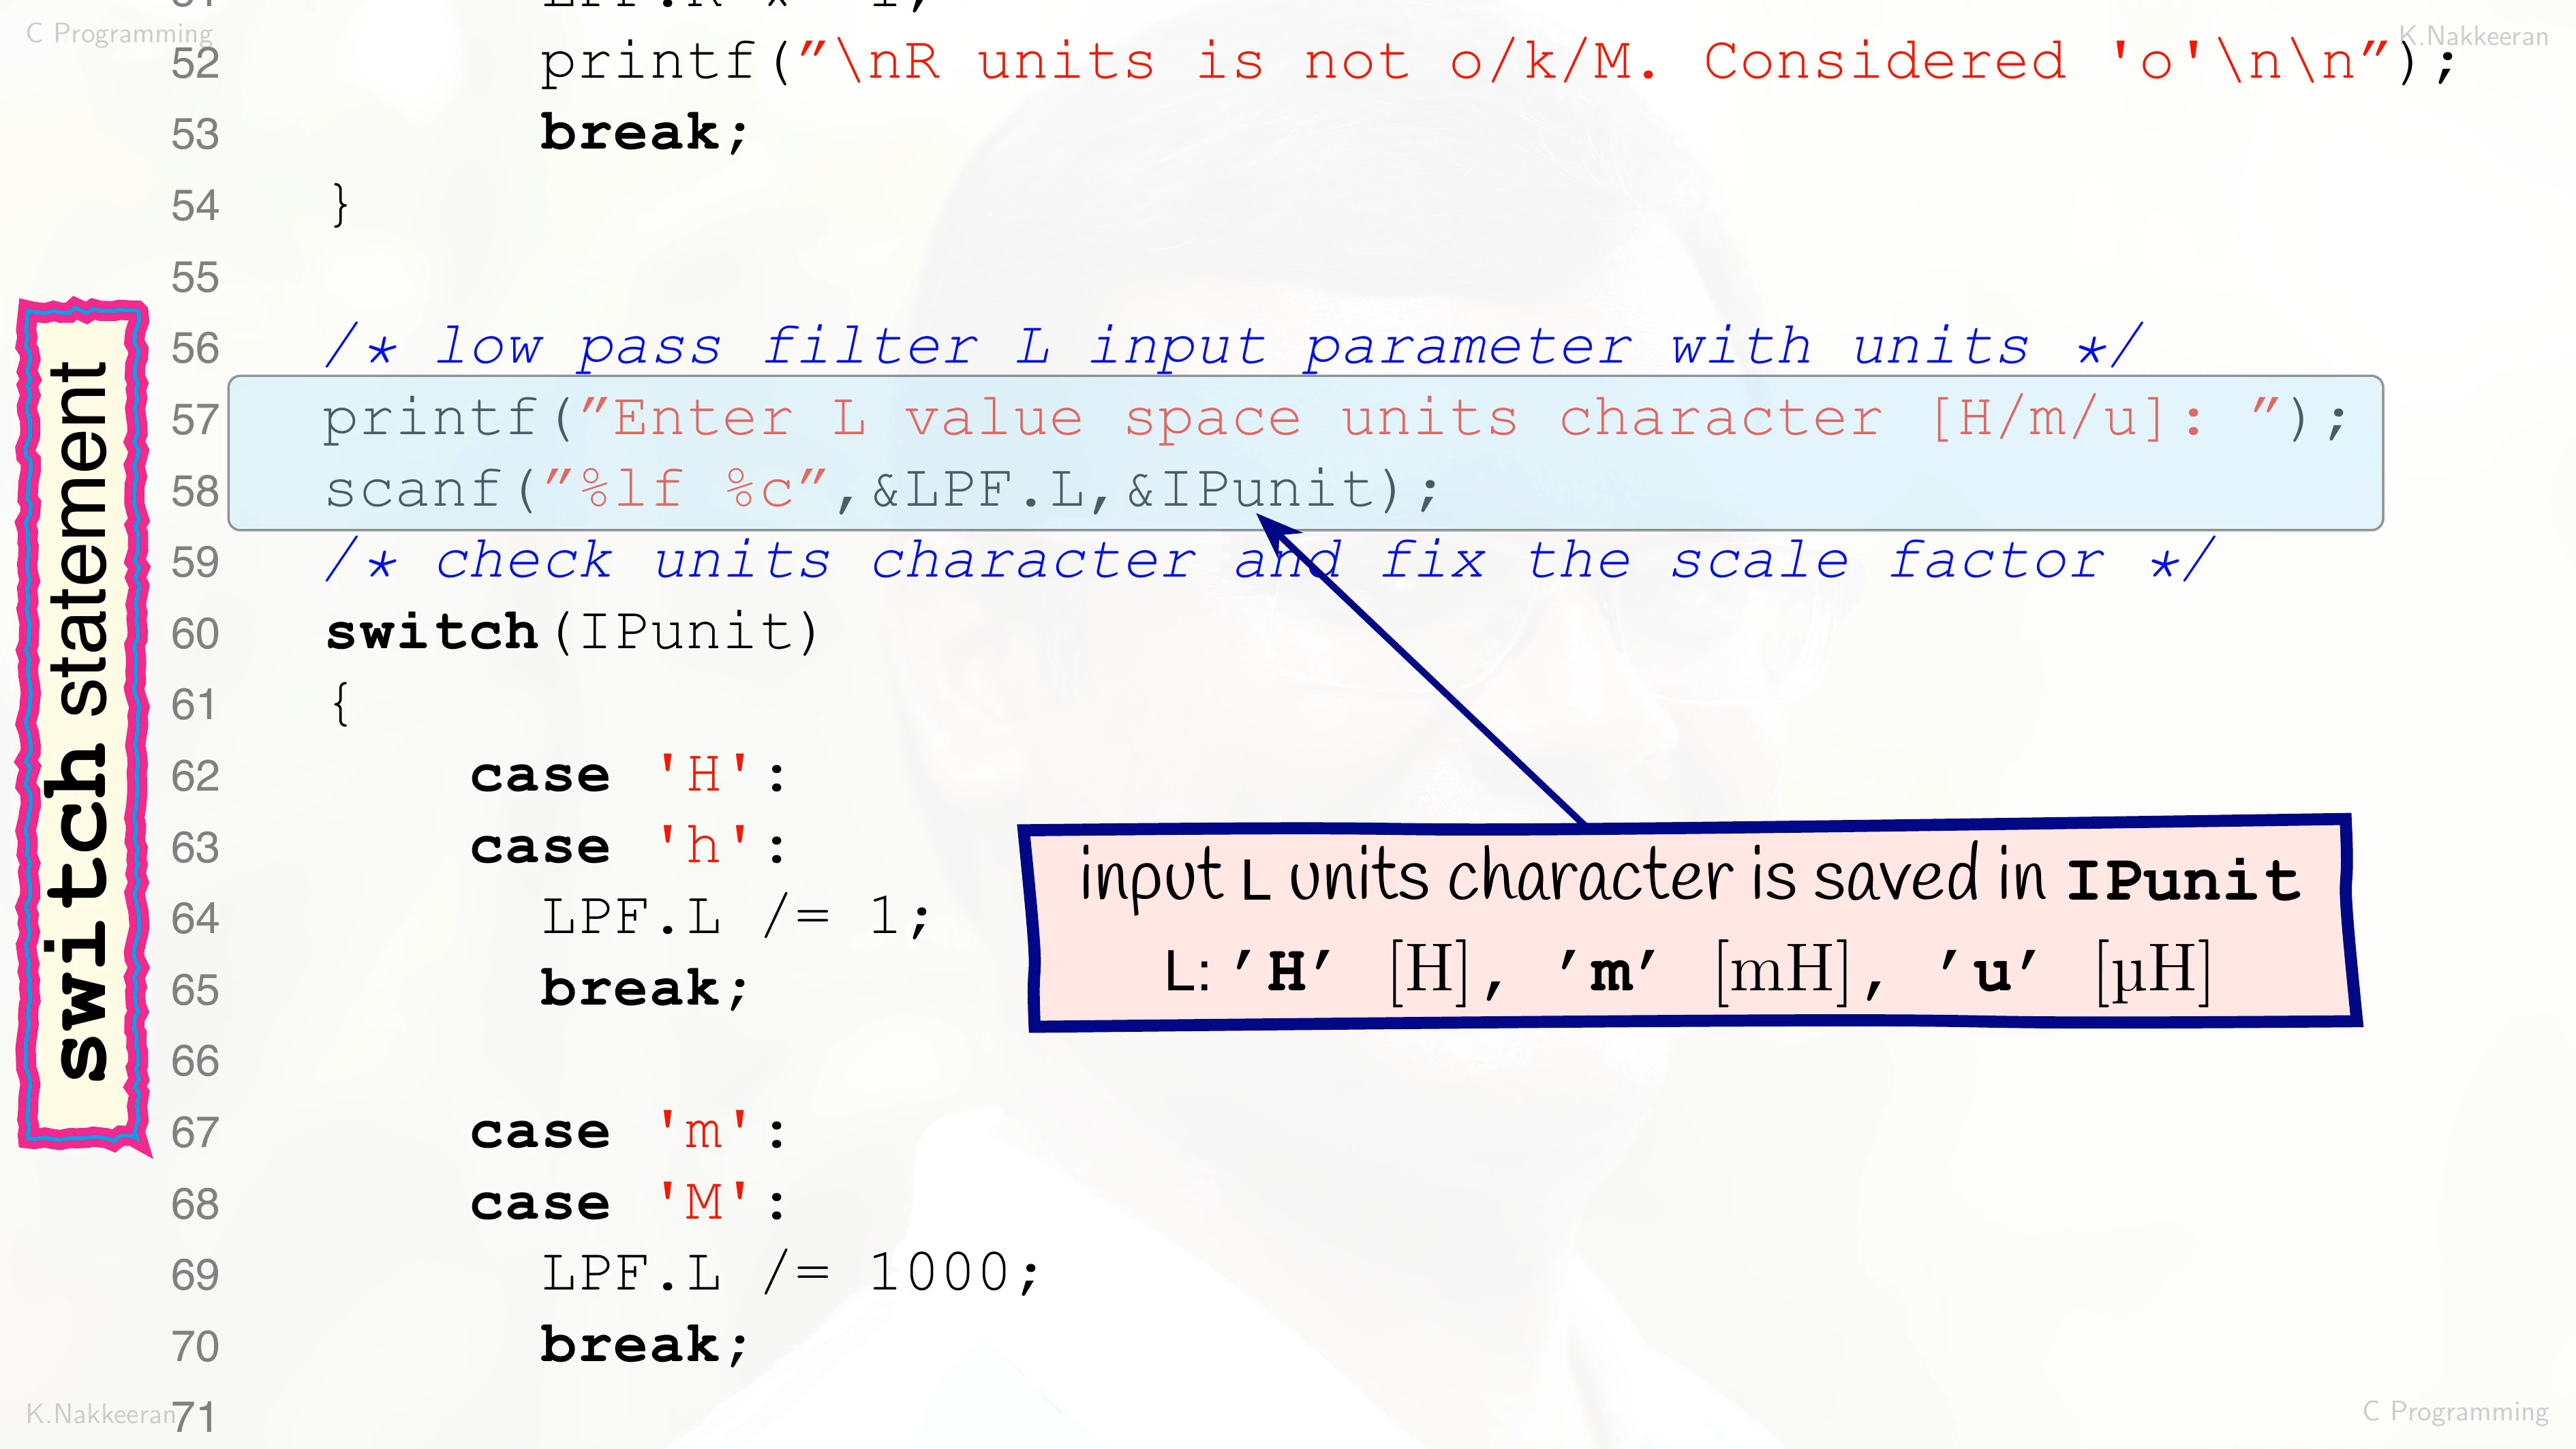 C Programming
K.Nakkeeran
52 printf("\nR units is not o/k/M. Considered 'o'\n\n");
53 break;
54 }
55
56 /* low pass filter L input parameter with units */
57 printf("Enter L value space units character [H/m/u]: ");
58 scanf("%lf %c",&LPF.L,&IPunit);
59 /* check units character and fix the scale factor */
60 switch(IPunit)
61 {
62 case 'H':
63 case 'h':
64 LPF.L /= 1;
65 break;
66
67 case 'm':
68 case 'M':
69 LPF.L /= 1000;
70 break;
71
switch statement
input L units character is saved in IPunit
L: 'H' [H], 'm' [mH], 'u' [µH]
K.Nakkeeran
C Programming